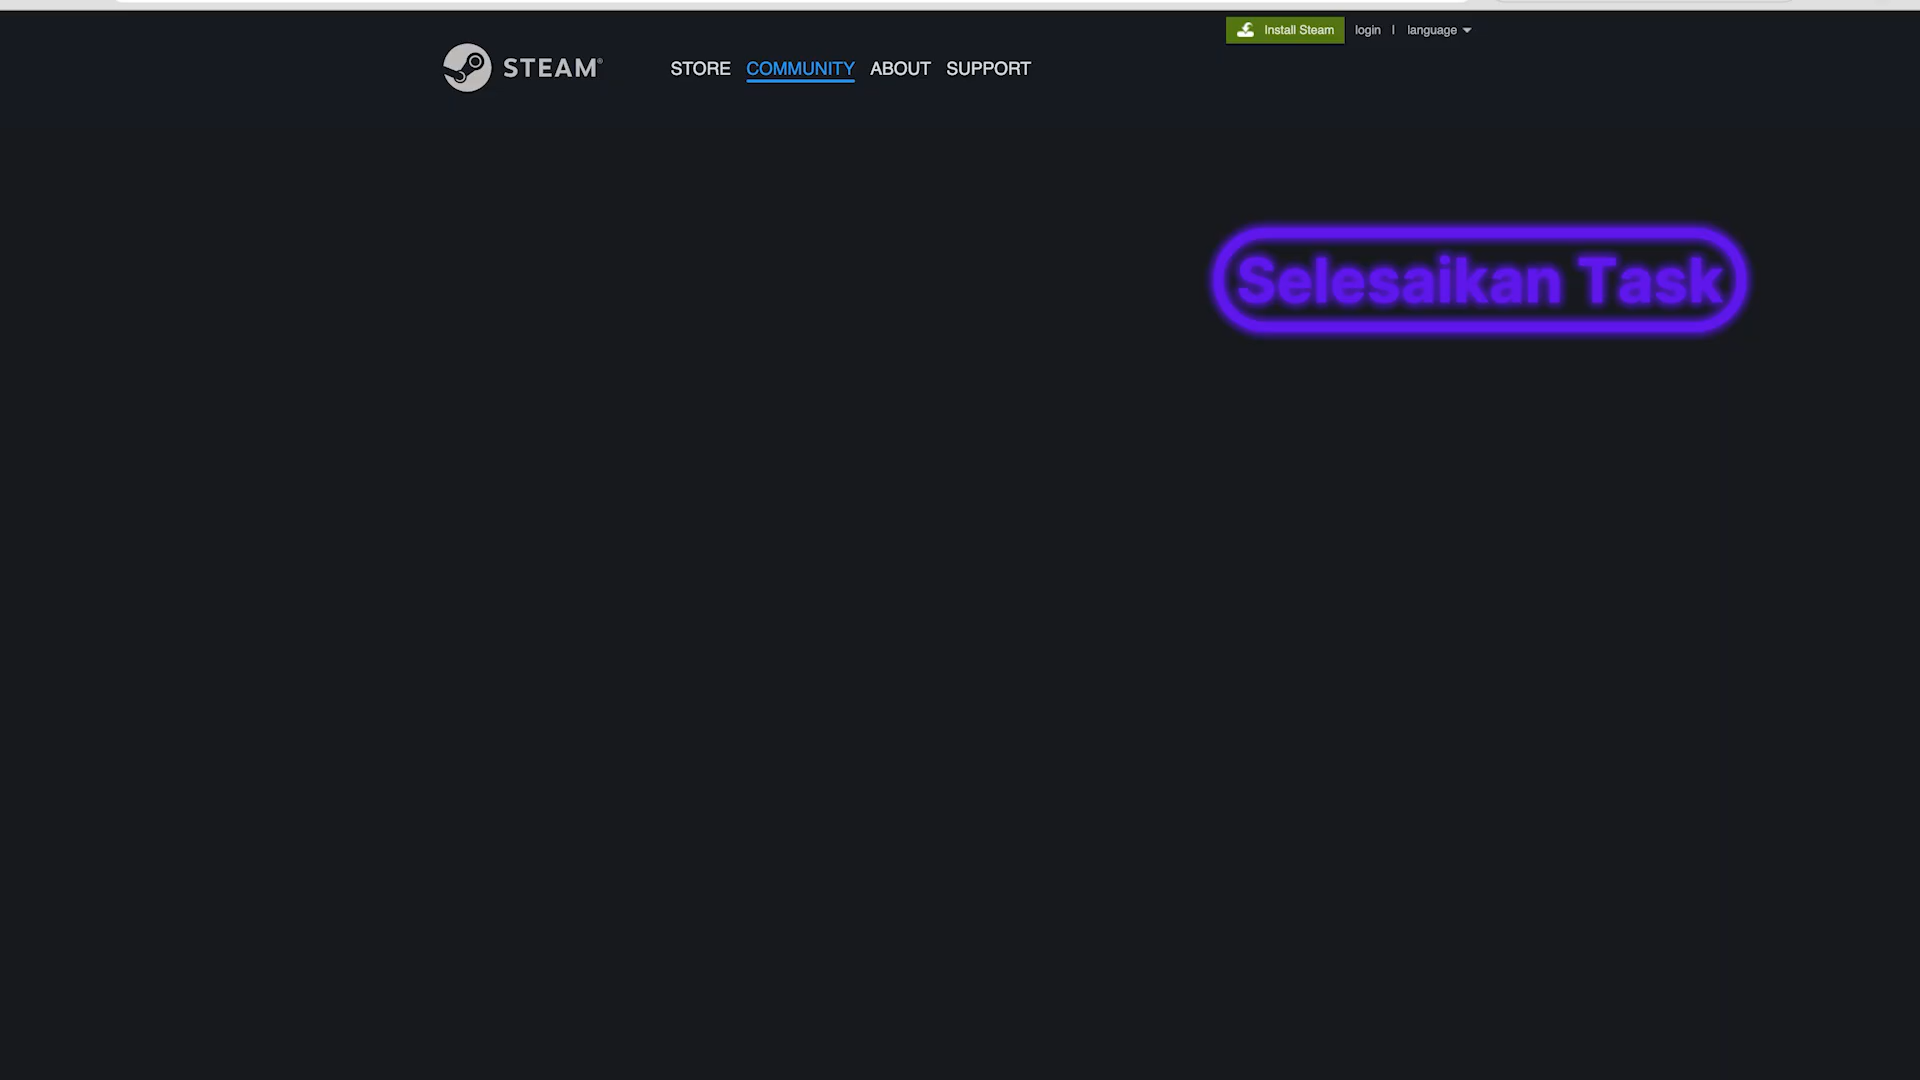 Install Steam login | language
STEAM® STORE COMMUNITY ABOUT SUPPORT
Selesaikan Task